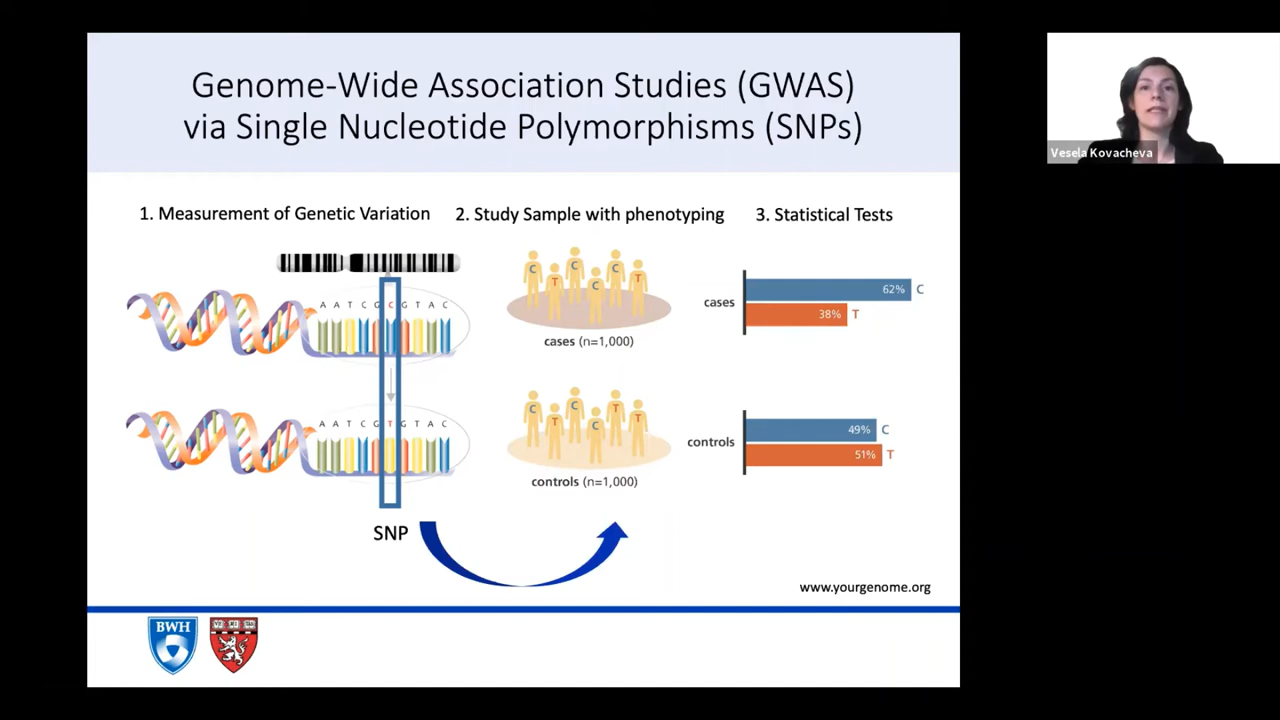 Genome-Wide Association Studies (GWAS)
via Single Nucleotide Polymorphisms (SNPs)
Vesela Kovacheva
1. Measurement of Genetic Variation
2. Study Sample with phenotyping
3. Statistical Tests
A A T C G C G T A C
C T C C C T
cases (n=1,000)
cases
62% C
38% T
A A T C G T G T A C
C T C C T T
controls (n=1,000)
controls
49% C
51% T
SNP
www.yourgenome.org
BWH